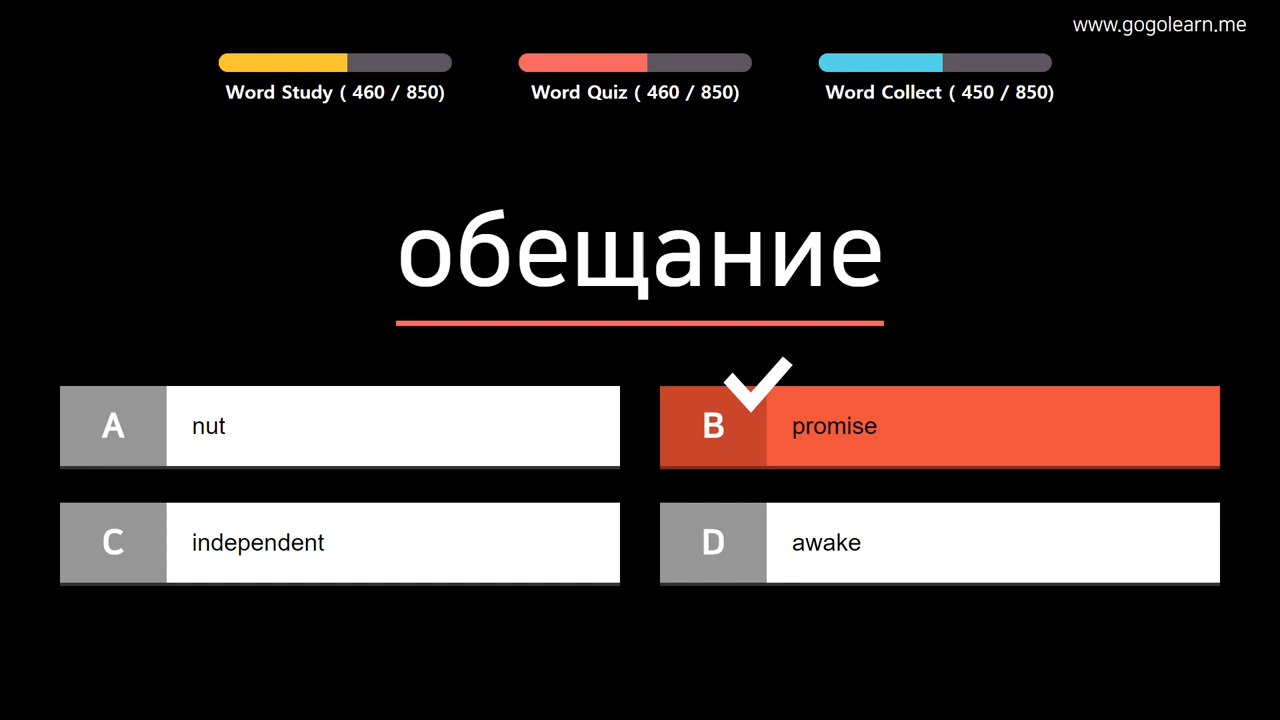 www.gogolearn.me
Word Study ( 460 / 850)
Word Quiz ( 460 / 850)
Word Collect ( 450 / 850)
обещание
A nut
B promise
C independent
D awake